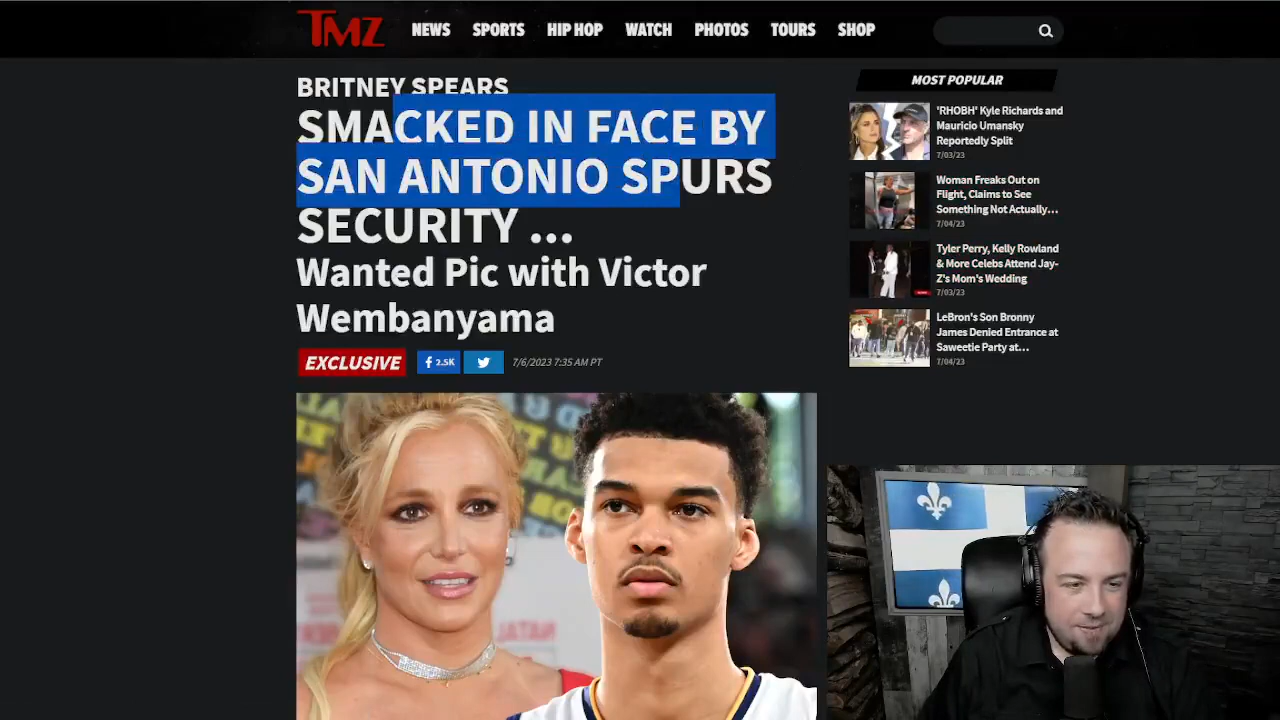 TMZ
NEWS SPORTS HIP HOP WATCH PHOTOS TOURS SHOP
BRITNEY SPEARS
SMACKED IN FACE BY
SAN ANTONIO SPURS
SECURITY ...
Wanted Pic with Victor
Wembanyama
EXCLUSIVE
2.5K
7/6/2023 7:35 AM PT
MOST POPULAR
'RHOBH' Kyle Richards and
Mauricio Umansky
Reportedly Split
7/03/23
Woman Freaks Out on
Flight, Claims to See
Something Not Actually...
7/04/23
Tyler Perry, Kelly Rowland
& More Celebs Attend Jay-
Z's Mom's Wedding
7/03/23
LeBron's Son Bronny
James Denied Entrance at
Saweetie Party at...
7/04/23